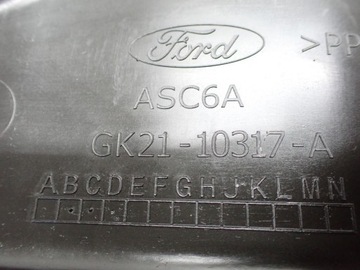 Ford >PP
ASC6A
GK21-10317-A
ABCDEFGHJKLMN